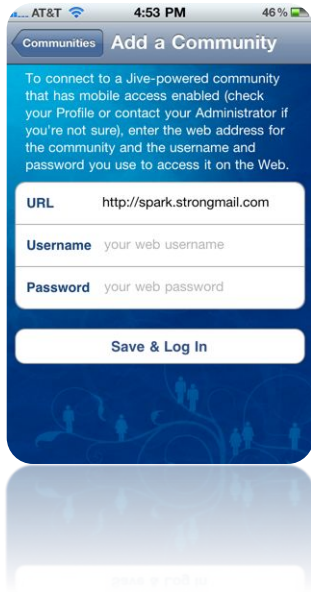 AT&T 4:53 PM 46%
Communities Add a Community
To connect to a Jive-powered community
that has mobile access enabled (check
your Profile or contact your Administrator if
you're not sure), enter the web address for
the community and the username and
password you use to access it on the Web.
URL http://spark.strongmail.com
Username your web username
Password your web password
Save & Log In